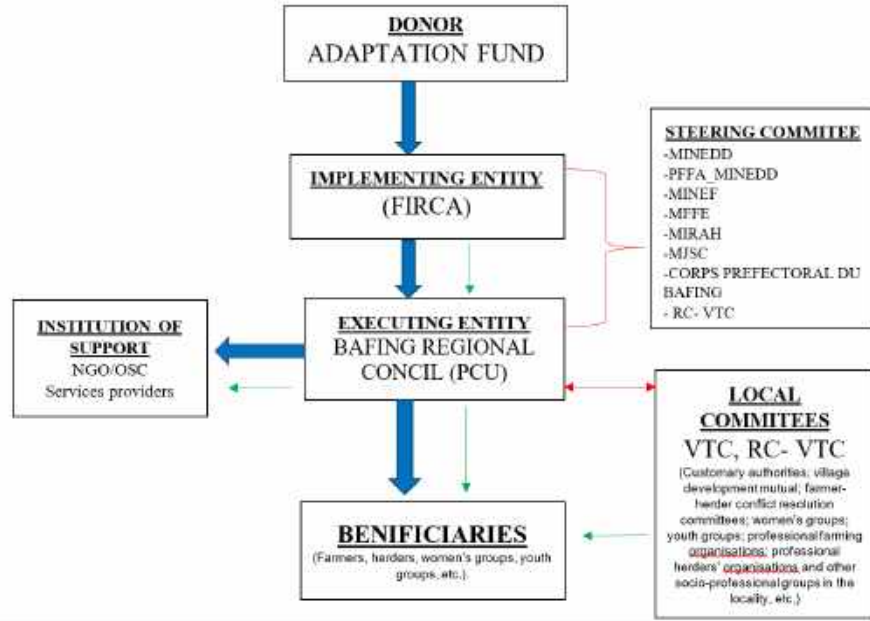 DONOR
ADAPTATION FUND
IMPLEMENTING ENTITY
(FIRCA)
STEERING COMMITEE
-MINEDD
-PFFA_MINEDD
-MINEF
-MFFE
-MIRAH
-MJSC
-CORPS PREFECTORAL DU
BAFING
- RC- VTC
INSTITUTION OF
SUPPORT
NGO/OSC
Services providers
EXECUTING ENTITY
BAFING REGIONAL
CONCIL (PCU)
LOCAL
COMMITEES
VTC, RC- VTC
(Customary authorities; village
development mutual; farmer-
herder conflict resolution
committees; women's groups;
youth groups; professional farming
organisations; professional
herders' organisations and other
socio-professional groups in the
locality, etc.)
BENIFICIARIES
(Farmers, harders, women's groups, youth
groups, etc.)